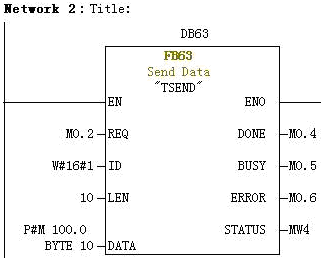 Network 2: Title:
DB63
FB63
Send Data
"TSEND"
EN ENO
M0.2 REQ DONE M0.4
W#16#1 ID BUSY M0.5
10 LEN ERROR M0.6
P#M 100.0 STATUS MW4
BYTE 10 DATA